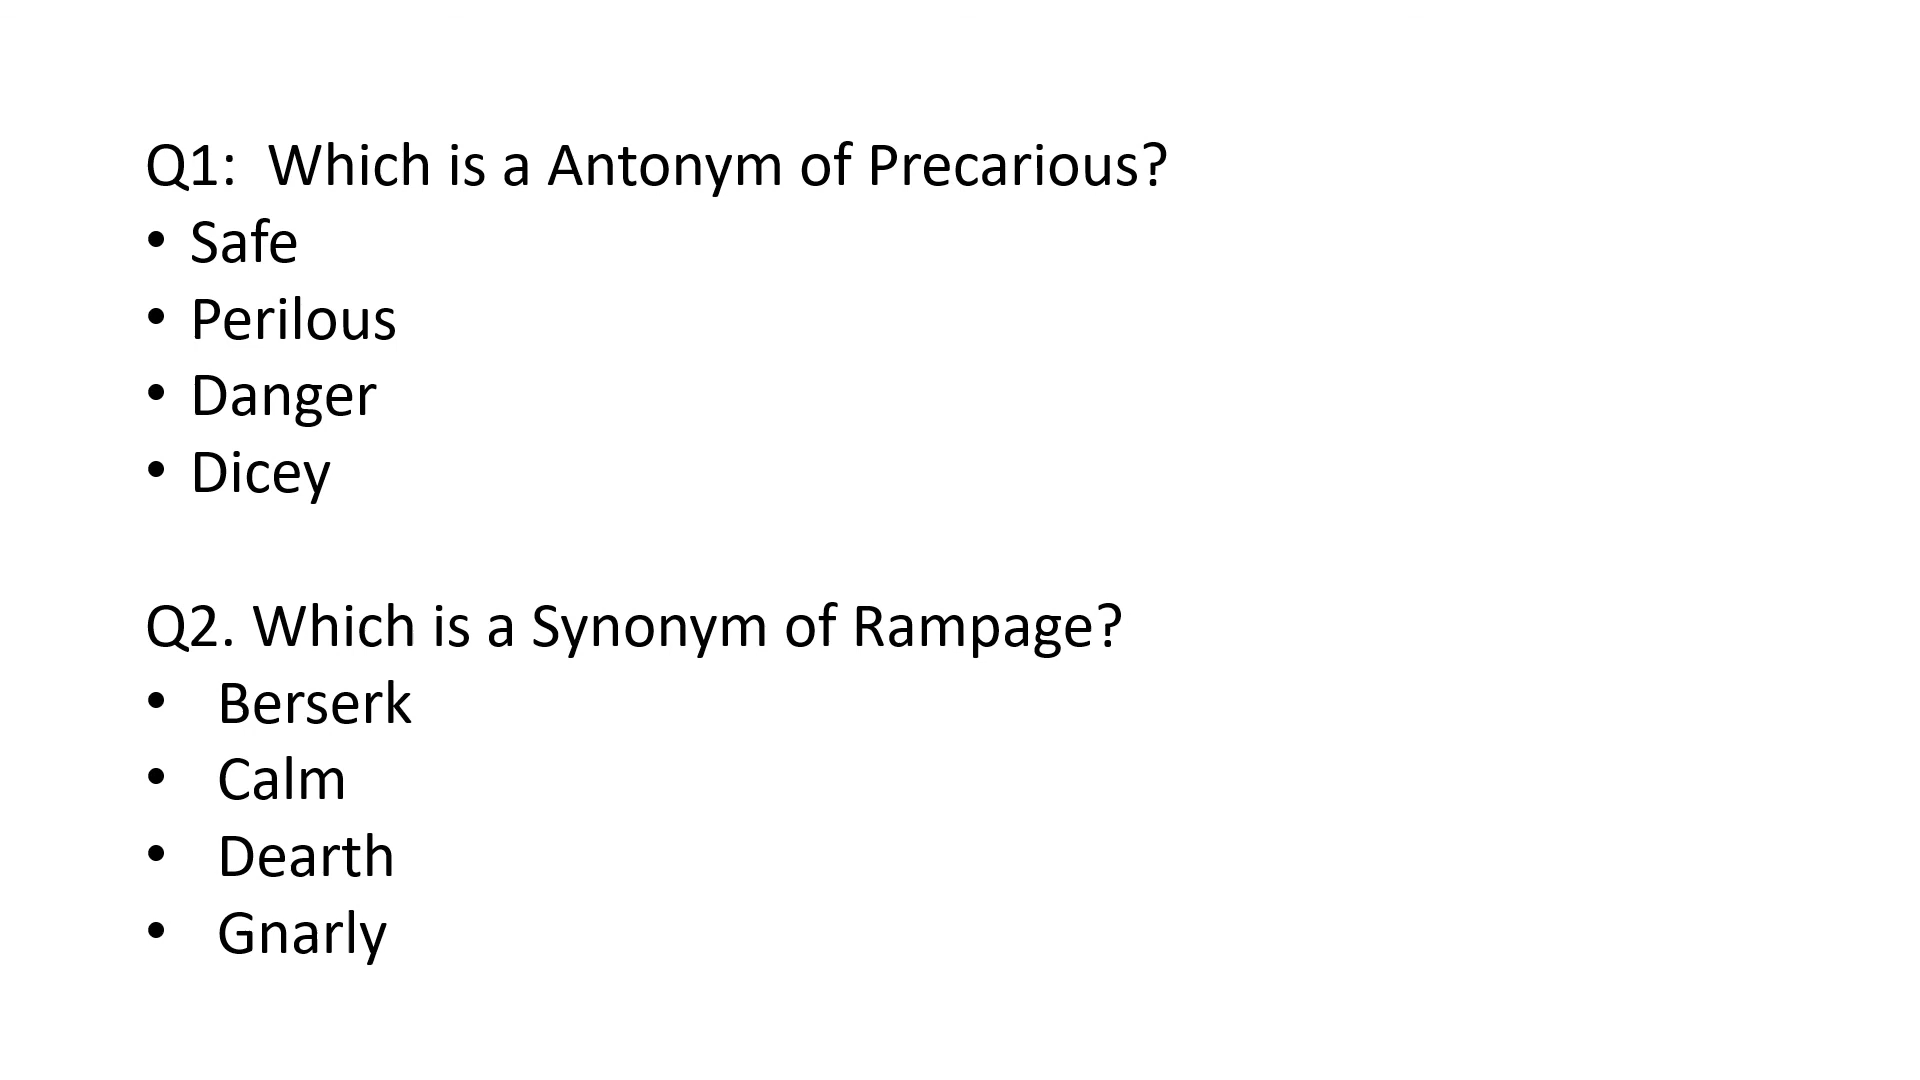 Q1:  Which is a Antonym of Precarious?
• Safe
• Perilous
• Danger
• Dicey
Q2. Which is a Synonym of Rampage?
• Berserk
• Calm
• Dearth
• Gnarly